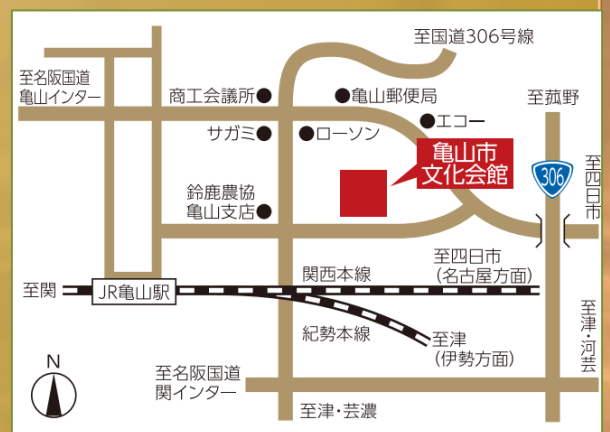 至国道306号線
至名阪国道
亀山インター
商工会議所
亀山郵便局
至菰野
エコー
サガミ
ローソン
亀山市
文化会館
306
至四日市
鈴鹿農協
亀山支店
至四日市
(名古屋方面)
関西本線
至関
JR亀山駅
紀勢本線
至津
(伊勢方面)
至津・河芸
N
至名阪国道
関インター
至津・芸濃